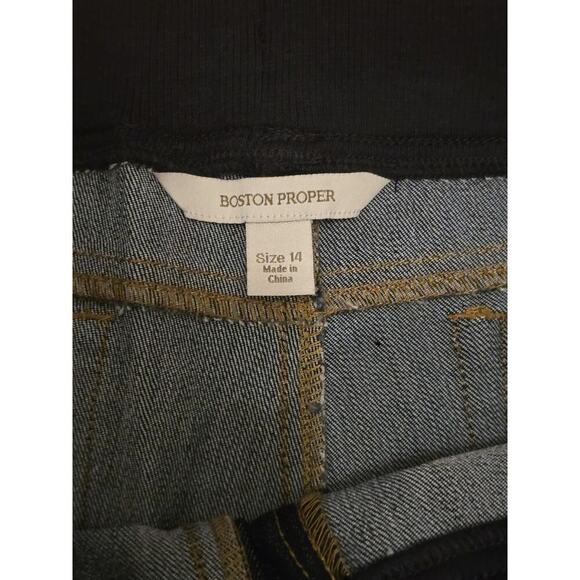 BOSTON PROPER
Size 14
Made in
China